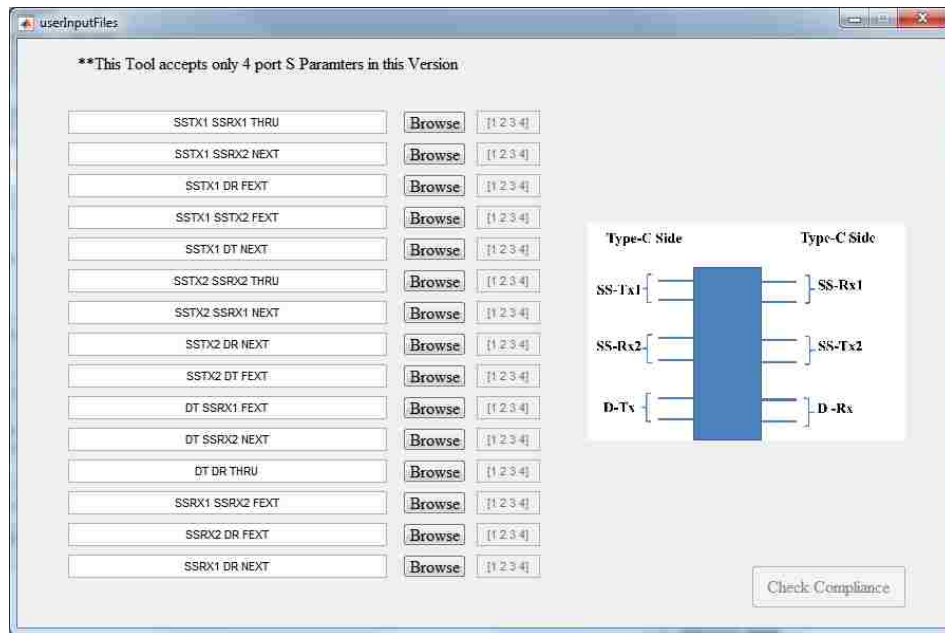 userInputFiles
**This Tool accepts only 4 port S Paramters in this Version
SSTX1 SSRX1 THRU Browse [1 2 3 4]
SSTX1 SSRX2 NEXT Browse [1 2 3 4]
SSTX1 DR FEXT Browse [1 2 3 4]
SSTX1 SSTX2 FEXT Browse [1 2 3 4]
SSTX1 DT NEXT Browse [1 2 3 4]
SSTX2 SSRX2 THRU Browse [1 2 3 4]
SSTX2 SSRX1 NEXT Browse [1 2 3 4]
SSTX2 DR NEXT Browse [1 2 3 4]
SSTX2 DT FEXT Browse [1 2 3 4]
DT SSRX1 FEXT Browse [1 2 3 4]
DT SSRX2 NEXT Browse [1 2 3 4]
DT DR THRU Browse [1 2 3 4]
SSRX1 SSRX2 FEXT Browse [1 2 3 4]
SSRX2 DR FEXT Browse [1 2 3 4]
SSRX1 DR NEXT Browse [1 2 3 4]
Type-C Side Type-C Side
SS-Tx1 SS-Rx1
SS-Rx2 SS-Tx2
D-Tx D -Rx
Check Compliance